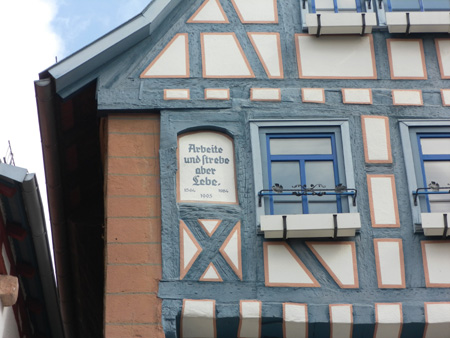 Arbeite
und strebe
aber
Lebe.